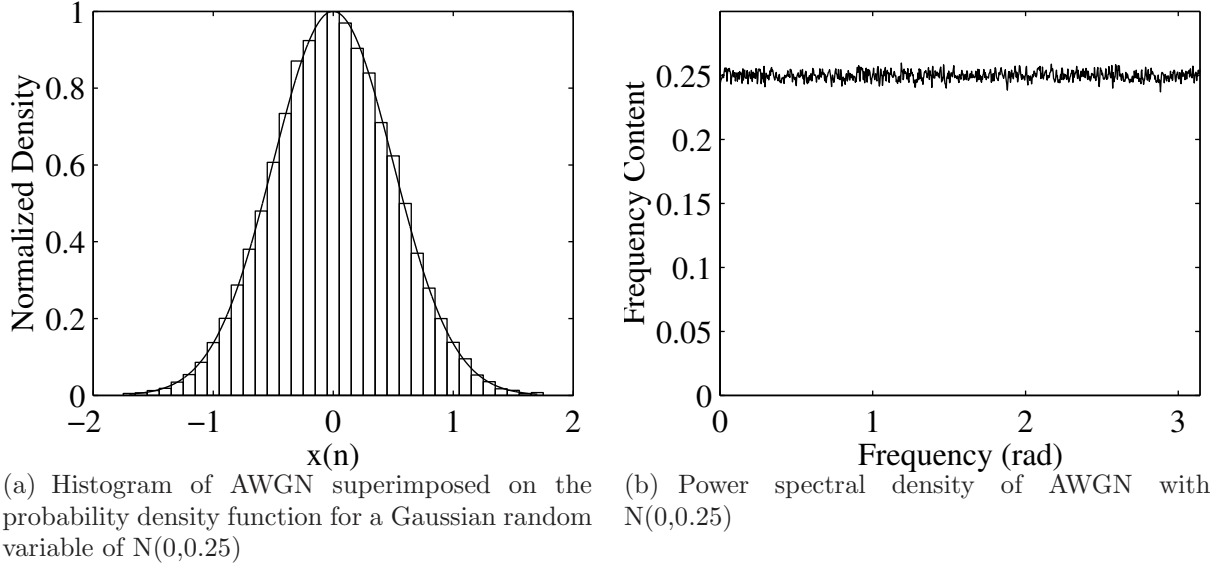 Normalized Density
1
0.8
0.6
0.4
0.2
0
−2
−1
0
1
2
x(n)
Frequency Content
0.25
0.2
0.15
0.1
0.05
0
0
1
2
3
Frequency (rad)
(a) Histogram of AWGN superimposed on the
probability density function for a Gaussian random
variable of N(0,0.25)
(b) Power spectral density of AWGN with
N(0,0.25)